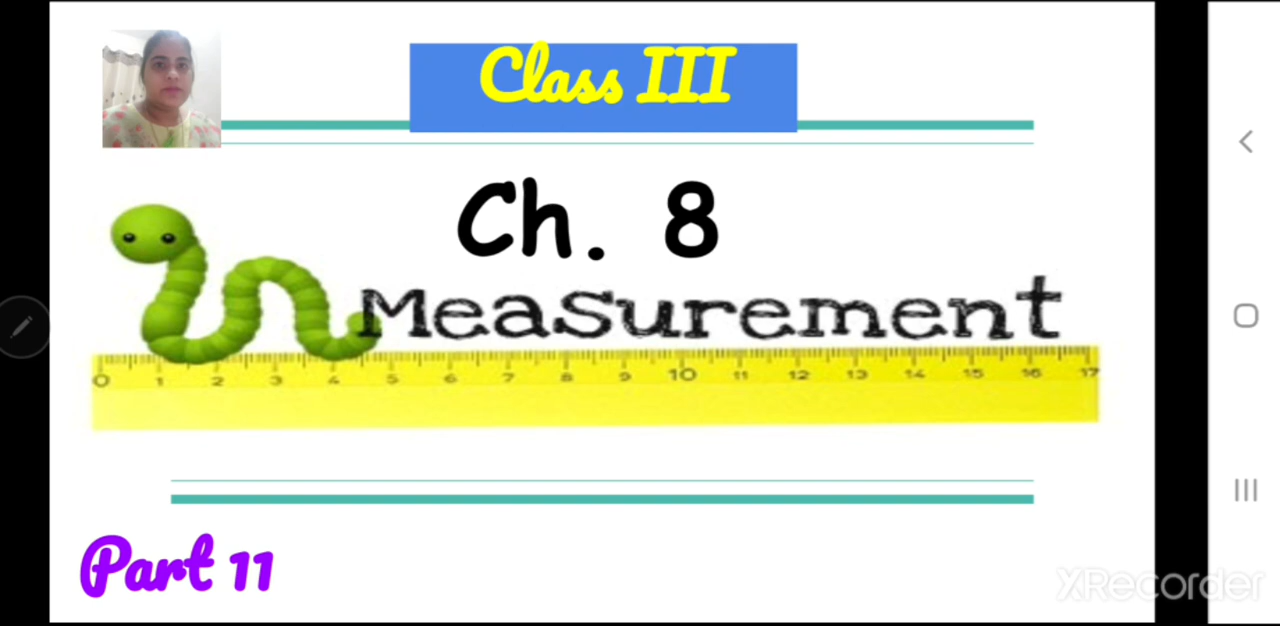 Class III
Ch. 8
Measurement
0 1 2 3 4 5 6 7 8 9 10 11 12 13 14 15 16 17
Part 11
XRecorder